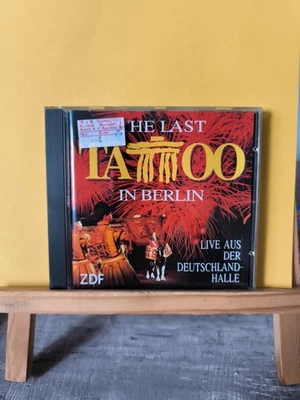 THE LAST
TATTOO
IN BERLIN
LIVE AUS
DER
DEUTSCHLAND-
HALLE
ZDF